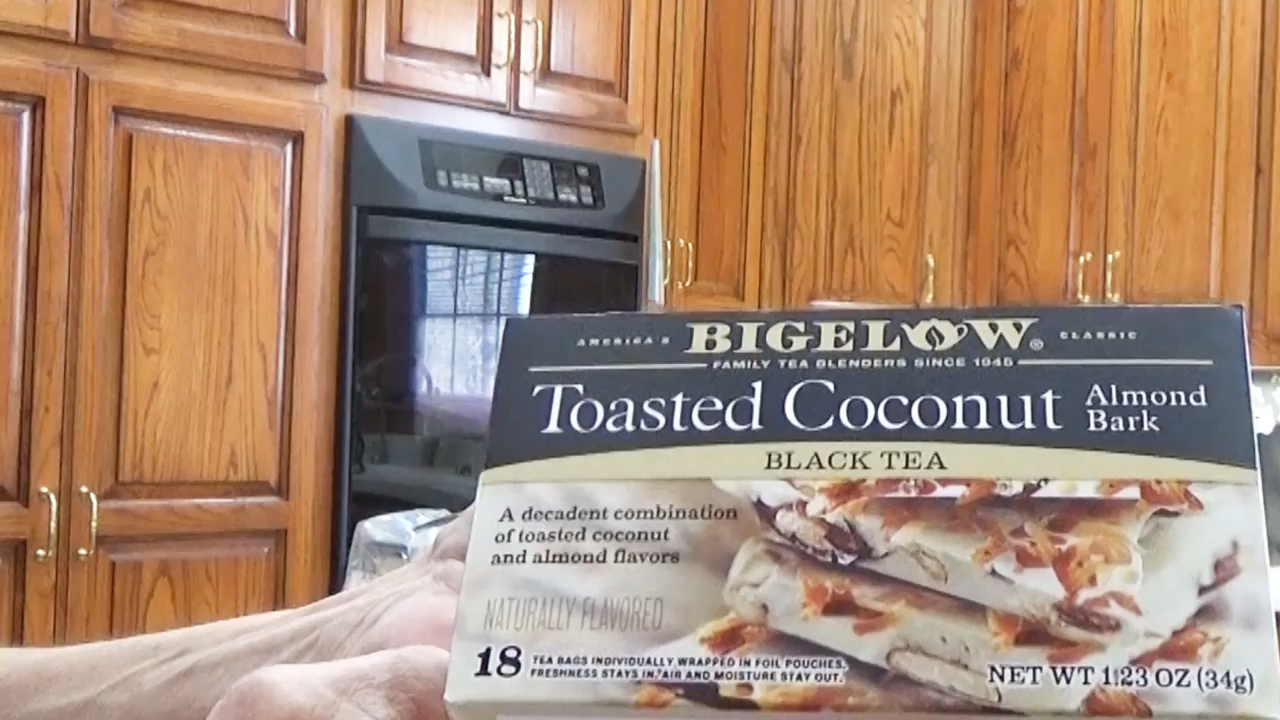 AMERICA'S BIGELOW® CLASSIC
FAMILY TEA BLENDERS SINCE 1945
Toasted Coconut Almond Bark
BLACK TEA
A decadent combination
of toasted coconut
and almond flavors
NATURALLY FLAVORED
18 TEA BAGS INDIVIDUALLY WRAPPED IN FOIL POUCHES.
FRESHNESS STAYS IN, AIR AND MOISTURE STAY OUT.
NET WT 1.23 OZ (34g)